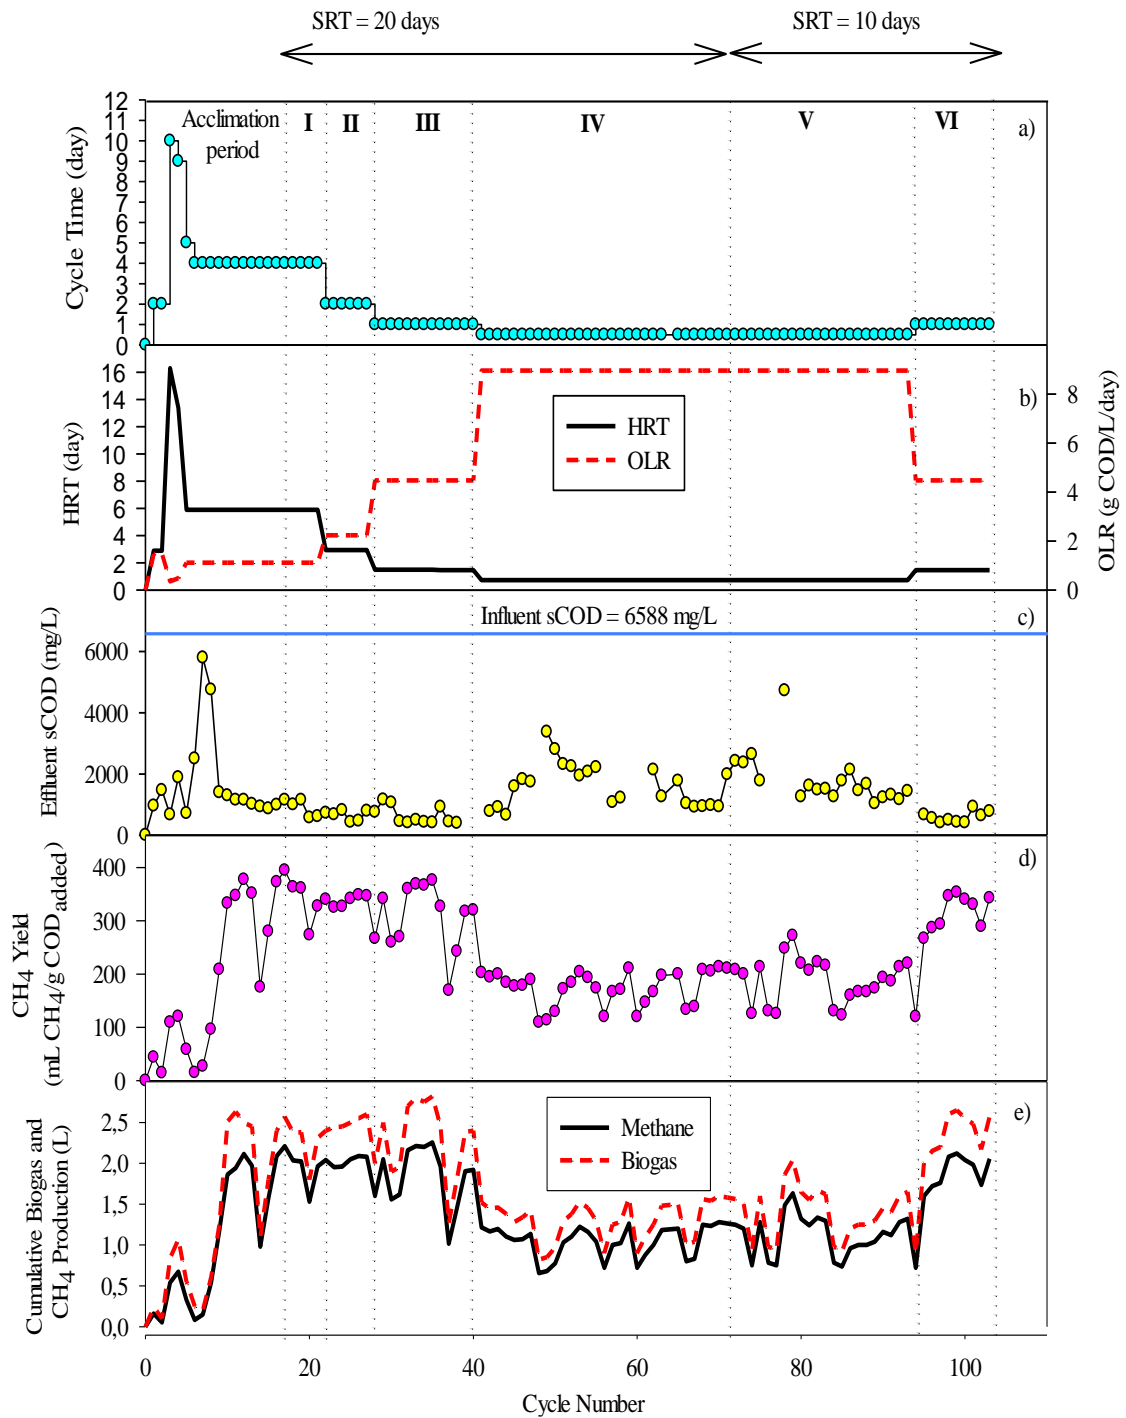 SRT = 20 days
SRT = 10 days
Acclimation
period
I
II
III
IV
V
VI
a)
12
11
10
9
8
7
6
5
4
3
2
1
0
Cycle Time (day)
b)
16
14
12
10
8
6
4
2
0
HRT (day)
HRT
OLR
8
6
4
2
0
OLR (g COD/L/day)
Influent sCOD = 6588 mg/L
c)
6000
4000
2000
0
Effluent sCOD (mg/L)
d)
400
300
200
100
0
CH4 Yield
(mL CH4/g CODadded)
e)
Methane
Biogas
2,5
2,0
1,5
1,0
0,5
0,0
Cumulative Biogas and
CH4 Production (L)
0
20
40
60
80
100
Cycle Number